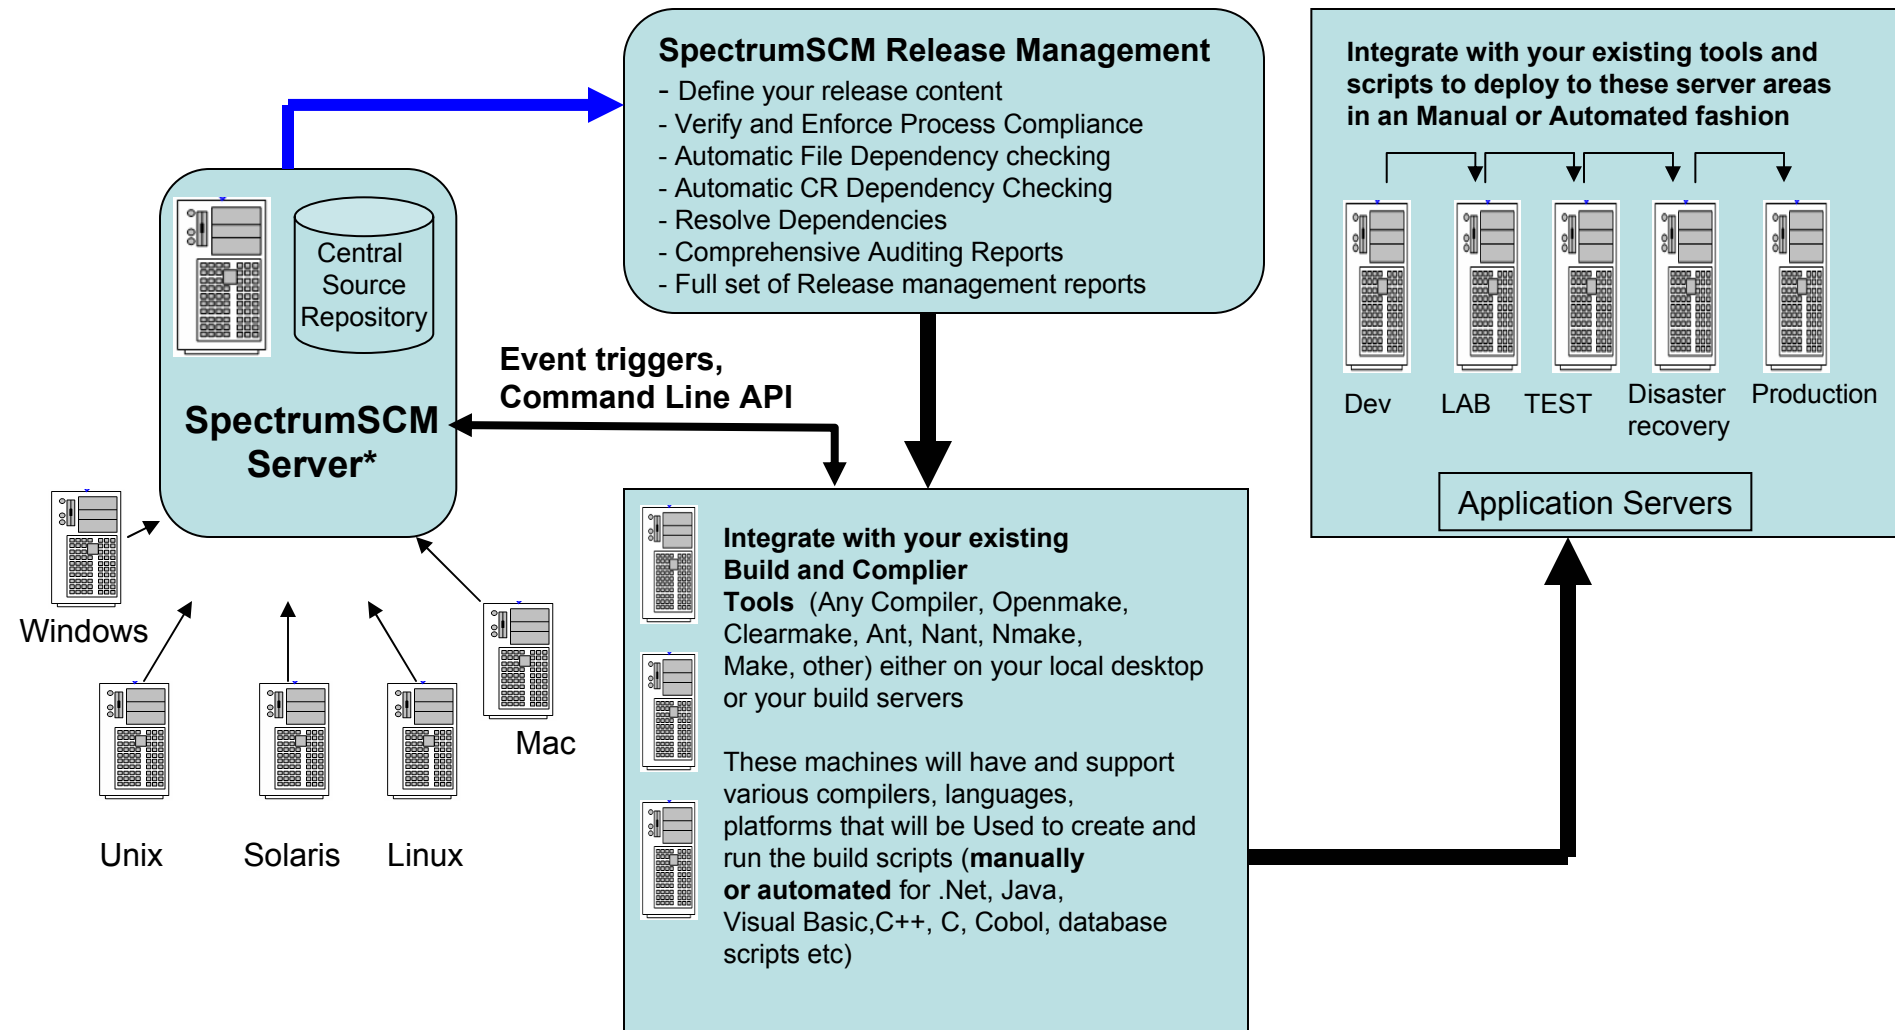 SpectrumSCM Release Management
- Define your release content
- Verify and Enforce Process Compliance
- Automatic File Dependency checking
- Automatic CR Dependency Checking
- Resolve Dependencies
- Comprehensive Auditing Reports
- Full set of Release management reports
Integrate with your existing tools and
scripts to deploy to these server areas
in an Manual or Automated fashion
Dev
LAB
TEST
Disaster
recovery
Production
Application Servers
Central
Source
Repository
SpectrumSCM
Server*
Event triggers,
Command Line API
Windows
Unix
Solaris
Linux
Mac
Integrate with your existing
Build and Complier
Tools (Any Compiler, Openmake,
Clearmake, Ant, Nant, Nmake,
Make, other) either on your local desktop
or your build servers
These machines will have and support
various compilers, languages,
platforms that will be Used to create and
run the build scripts (manually
or automated for .Net, Java,
Visual Basic,C++, C, Cobol, database
scripts etc)